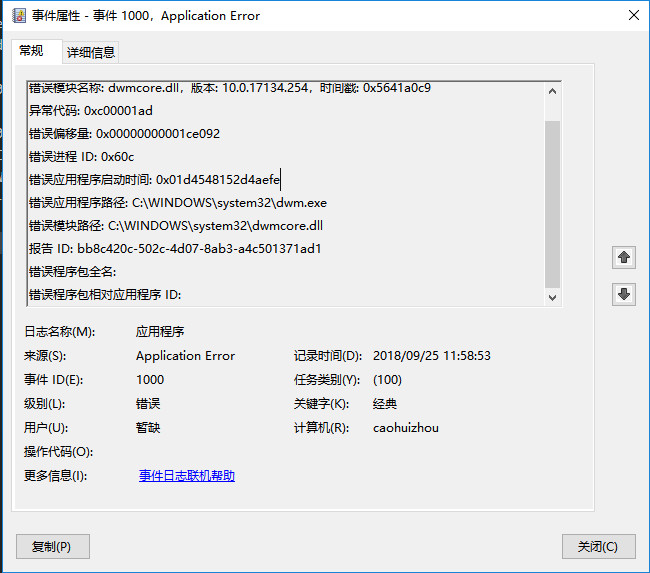 事件属性 - 事件 1000，Application Error
常规
详细信息
错误模块名称: dwmcore.dll，版本: 10.0.17134.254，时间戳: 0x5641a0c9
异常代码: 0xc00001ad
错误偏移量: 0x00000000001ce092
错误进程 ID: 0x60c
错误应用程序启动时间: 0x01d4548152d4aefe
错误应用程序路径: C:\WINDOWS\system32\dwm.exe
错误模块路径: C:\WINDOWS\system32\dwmcore.dll
报告 ID: bb8c420c-502c-4d07-8ab3-a4c501371ad1
错误程序包全名:
错误程序包相对应用程序 ID:
日志名称(M): 应用程序
来源(S): Application Error 记录时间(D): 2018/09/25 11:58:53
事件 ID(E): 1000 任务类别(Y): (100)
级别(L): 错误 关键字(K): 经典
用户(U): 暂缺 计算机(R): caohuizhou
操作代码(O):
更多信息(I): 事件日志联机帮助
复制(P)
关闭(C)